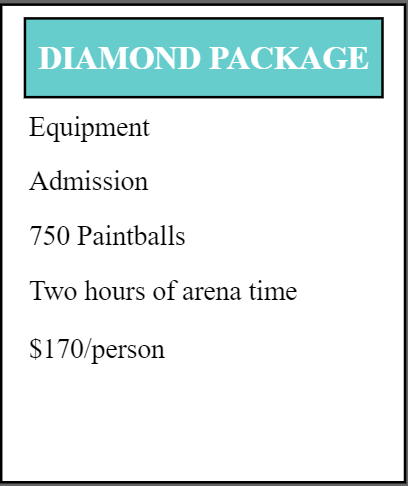 DIAMOND PACKAGE
Equipment
Admission
750 Paintballs
Two hours of arena time
$170/person